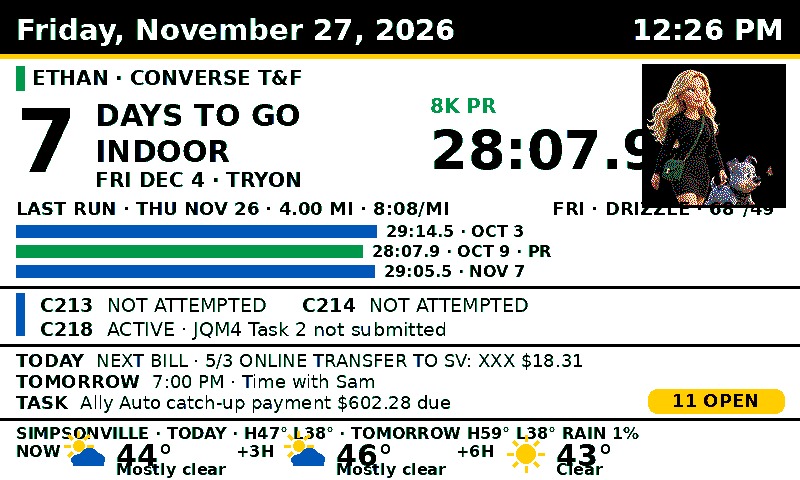 Friday, November 27, 2026 12:26 PM
ETHAN · CONVERSE T&F
7 DAYS TO GO
INDOOR
FRI DEC 4 · TRYON
8K PR
28:07.9
LAST RUN · THU NOV 26 · 4.00 MI · 8:08/MI FRI · DRIZZLE · 68°/49°
29:14.5 · OCT 3
28:07.9 · OCT 9 · PR
29:05.5 · NOV 7
C213 NOT ATTEMPTED C214 NOT ATTEMPTED
C218 ACTIVE · JQM4 Task 2 not submitted
TODAY NEXT BILL · 5/3 ONLINE TRANSFER TO SV: XXX $18.31
TOMORROW 7:00 PM · Time with Sam
TASK Ally Auto catch-up payment $602.28 due 11 OPEN
SIMPSONVILLE · TODAY · H47° L38° · TOMORROW H59° L38° RAIN 1%
NOW 44° +3H 46° +6H 43°
Mostly clear Mostly clear Clear